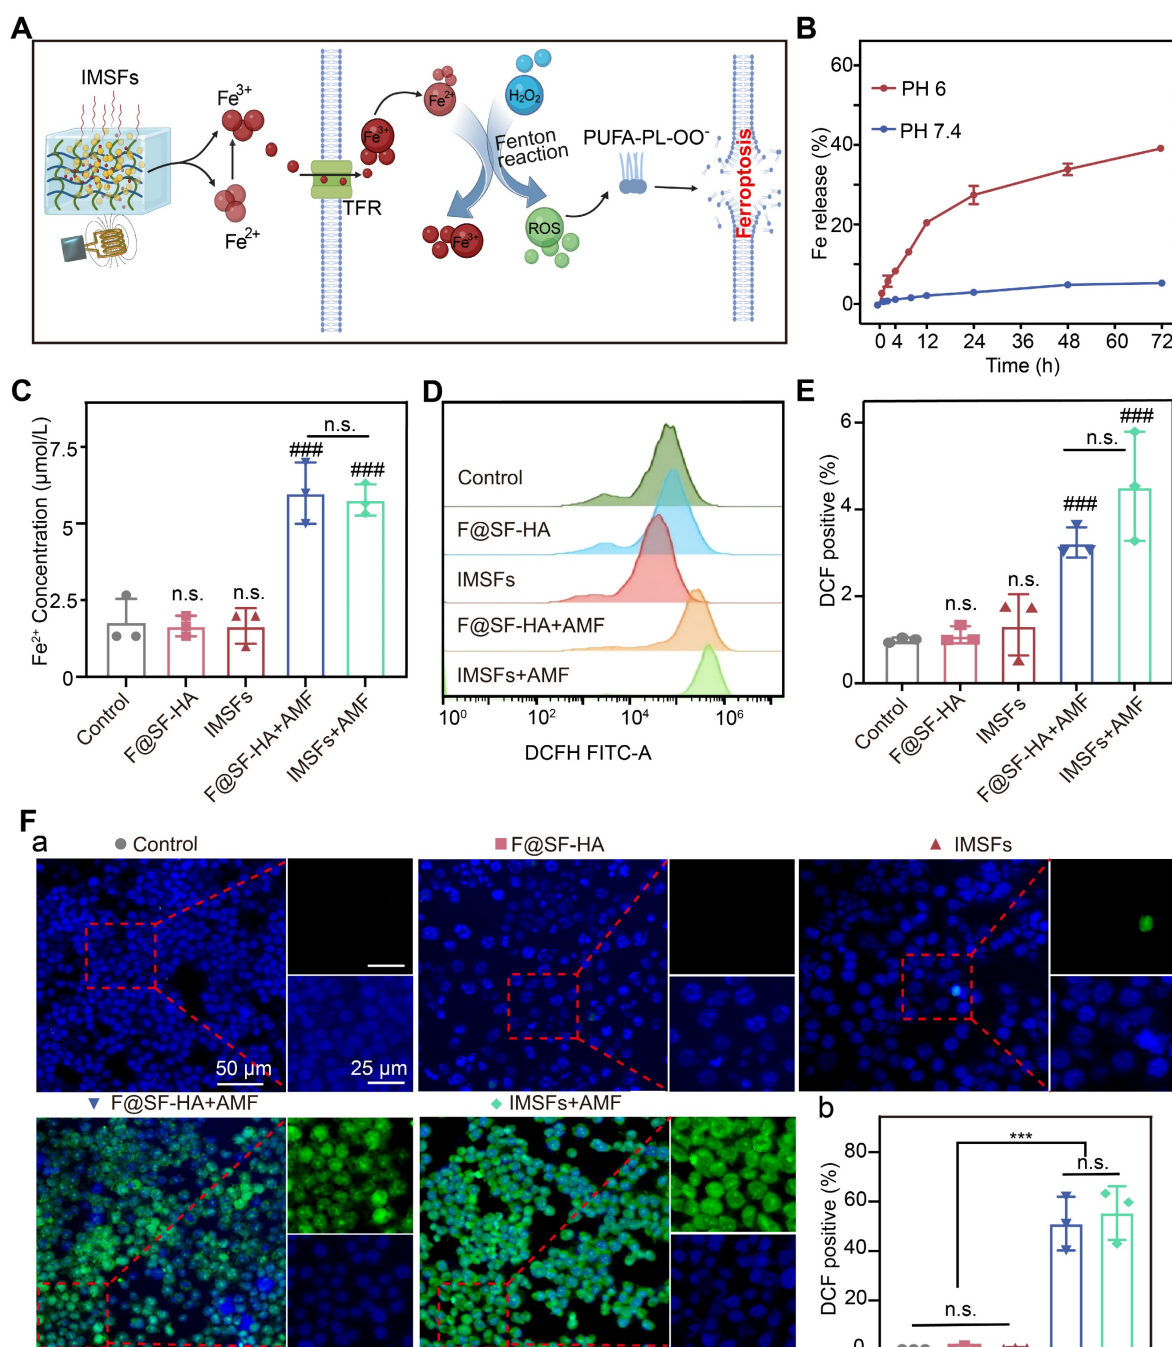 A
IMSFs
Fe3+
Fe2+
TFR
Fe3+
Fe2+
H2O2
Fenton
reaction
Fe3+
ROS
PUFA-PL-OO-
Ferroptosis
B
Fe release (%)
60
40
20
0
PH 6
PH 7.4
0 4 12 24 36 48 60 72
Time (h)
C
Fe2+ Concentration (μmol/L)
7.5
5
2.5
0
n.s.
n.s.
###
n.s.
###
Control
F@SF-HA
IMSFs
F@SF-HA+AMF
IMSFs+AMF
D
Control
F@SF-HA
IMSFs
F@SF-HA+AMF
IMSFs+AMF
10^0 10^2 10^4 10^6
DCFH FITC-A
E
DCF positive (%)
6
4
2
0
n.s.
n.s.
###
n.s.
###
Control
F@SF-HA
IMSFs
F@SF-HA+AMF
IMSFs+AMF
F
a
Control
F@SF-HA
IMSFs
50 μm
25 μm
F@SF-HA+AMF
IMSFs+AMF
b
DCF positive (%)
80
60
40
20
0
***
n.s.
n.s.